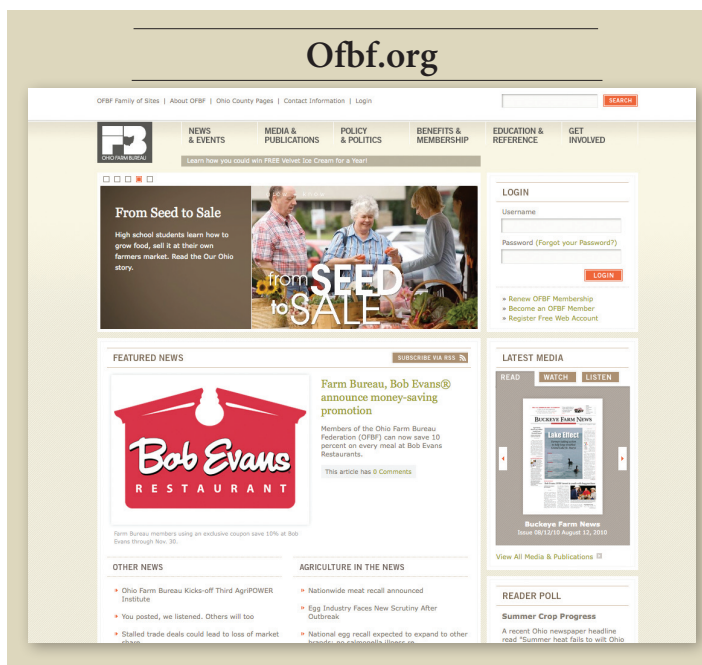 Ofbf.org
OFBF Family of Sites | About OFBF | Ohio County Pages | Contact Information | Login
SEARCH
F3
OHIO FARM BUREAU
NEWS
& EVENTS
MEDIA &
PUBLICATIONS
POLICY
& POLITICS
BENEFITS &
MEMBERSHIP
EDUCATION &
REFERENCE
GET
INVOLVED
Learn how you could win FREE Velvet Ice Cream for a Year!
From Seed to Sale
High school students learn how to
grow food, sell it at their own
farmers market. Read the Our Ohio
story.
from SEED
to SALE
LOGIN
Username
Password (Forgot your Password?)
LOGIN
» Renew OFBF Membership
» Become an OFBF Member
» Register Free Web Account
FEATURED NEWS
SUBSCRIBE VIA RSS
Bob Evans
RESTAURANT
Farm Bureau members using an exclusive coupon save 10% at Bob
Evans through Nov. 30.
Farm Bureau, Bob Evans®
announce money-saving
promotion
Members of the Ohio Farm Bureau
Federation (OFBF) can now save 10
percent on every meal at Bob Evans
Restaurants.
This article has 0 Comments
LATEST MEDIA
READ
WATCH
LISTEN
BUCKEYE FARM NEWS
Lake Effect
Buckeye Farm News
Issue 08/12/10 August 12, 2010
View All Media & Publications
OTHER NEWS
» Ohio Farm Bureau Kicks-off Third AgriPOWER
Institute
» You posted, we listened. Others will too
» Stalled trade deals could lead to loss of market
share
AGRICULTURE IN THE NEWS
» Nationwide meat recall announced
» Egg Industry Faces New Scrutiny After
Outbreak
» National egg recall expected to expand to other
brands; no salmonella illness re
READER POLL
Summer Crop Progress
A recent Ohio newspaper headline
read "Summer heat fails to wilt Ohio